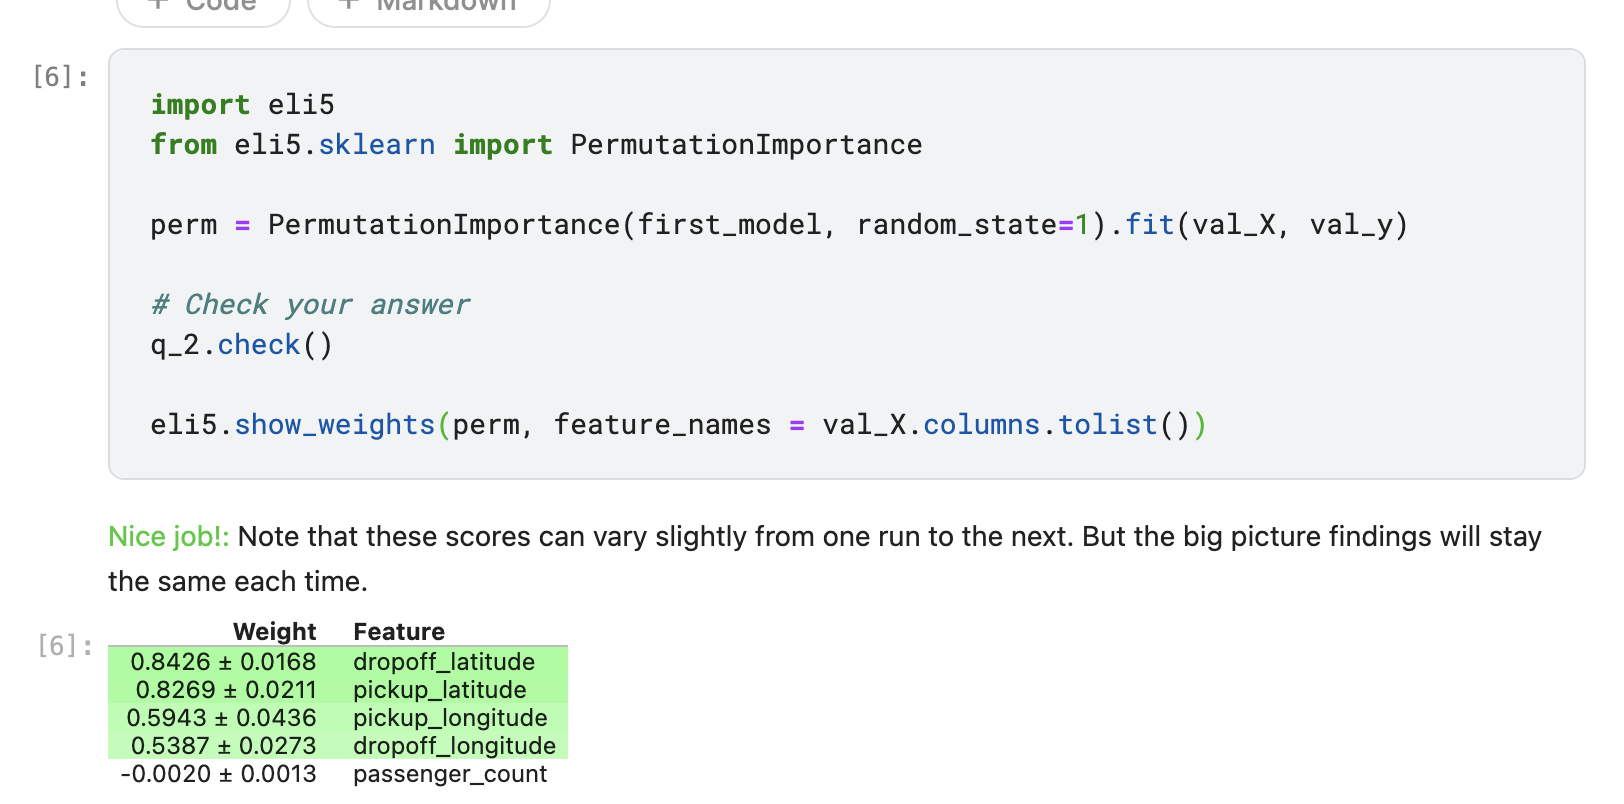 + Code + Markdown
[6]:
import eli5
from eli5.sklearn import PermutationImportance
perm = PermutationImportance(first_model, random_state=1).fit(val_X, val_y)
# Check your answer
q_2.check()
eli5.show_weights(perm, feature_names = val_X.columns.tolist())
Nice job!: Note that these scores can vary slightly from one run to the next. But the big picture findings will stay
the same each time.
[6]:
Weight Feature
0.8426 ± 0.0168 dropoff_latitude
0.8269 ± 0.0211 pickup_latitude
0.5943 ± 0.0436 pickup_longitude
0.5387 ± 0.0273 dropoff_longitude
-0.0020 ± 0.0013 passenger_count